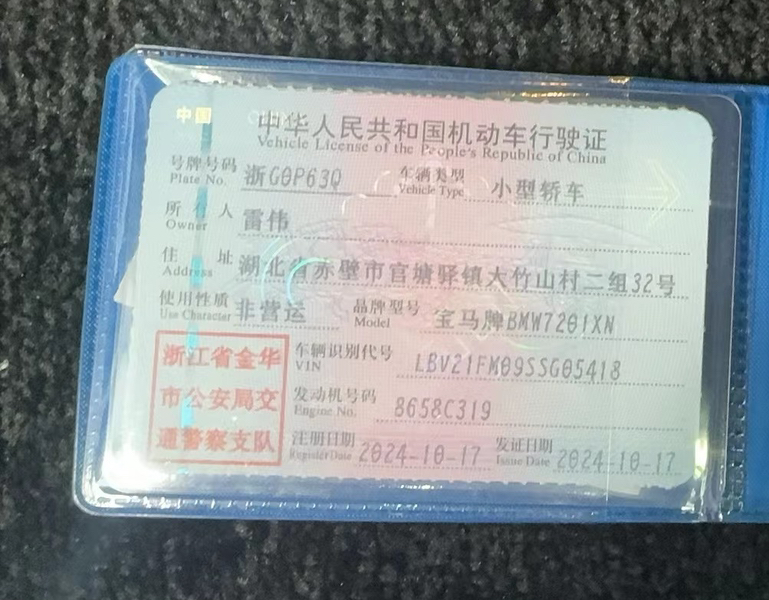 中国
中华人民共和国机动车行驶证
Vehicle License of the People's Republic of China
号牌号码 浙G0P63Q 车辆类型 小型轿车
Plate No. Vehicle Type
所有人 雷伟
Owner
住址 湖北省赤壁市官塘驿镇大竹山村二组32号
Address
使用性质 非营运 品牌型号 宝马牌BMW7201XN
Use Character Model
浙江省金华 车辆识别代号 LBV21FM09SSG05418
VIN
市公安局交 发动机号码 8658C319
Engine No.
通警察支队 注册日期 2024-10-17 发证日期 2024-10-17
Register Date Issue Date